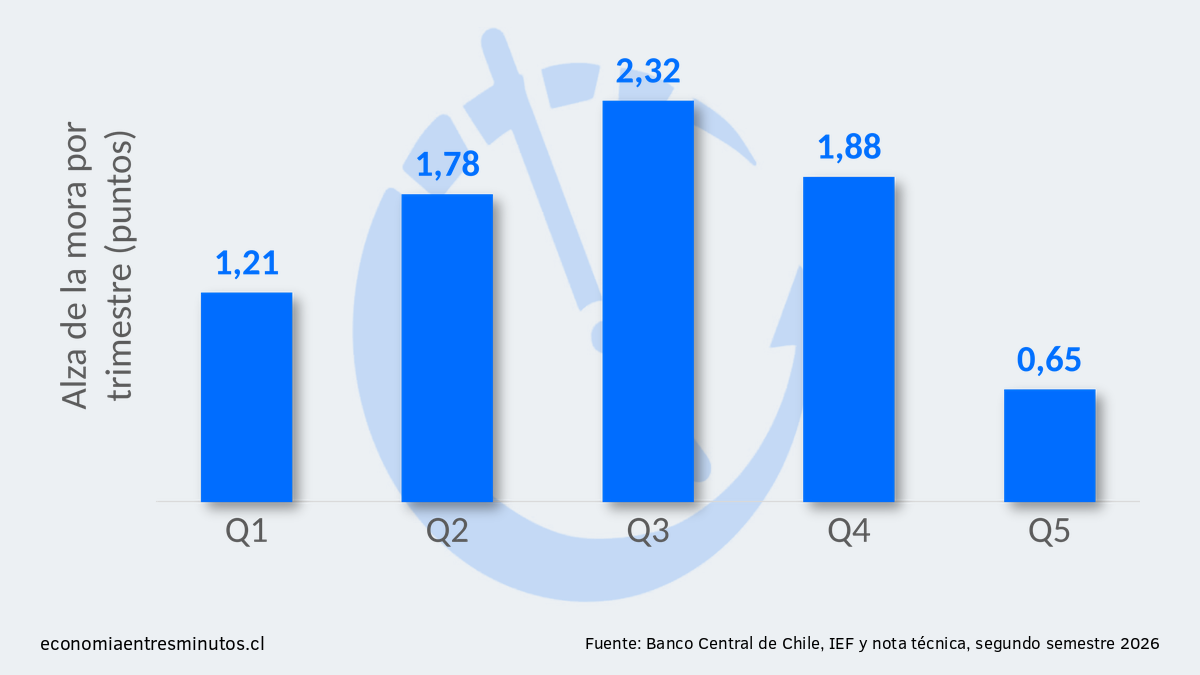 Alza de la mora por
trimestre (puntos)
1,21
1,78
2,32
1,88
0,65
Q1
Q2
Q3
Q4
Q5
economiaentresminutos.cl
Fuente: Banco Central de Chile, IEF y nota técnica, segundo semestre 2026